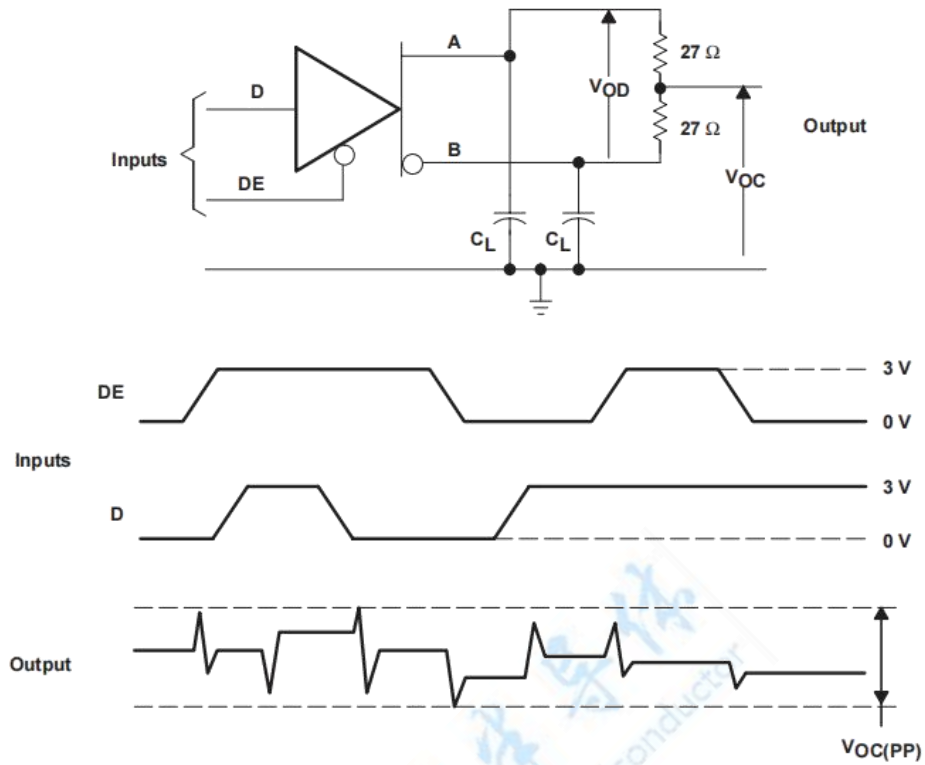 A
27 Ω
VOD
D
27 Ω
Output
Inputs
B
VOC
DE
CL
CL
DE
3 V
0 V
Inputs
D
3 V
0 V
Output
VOC(PP)